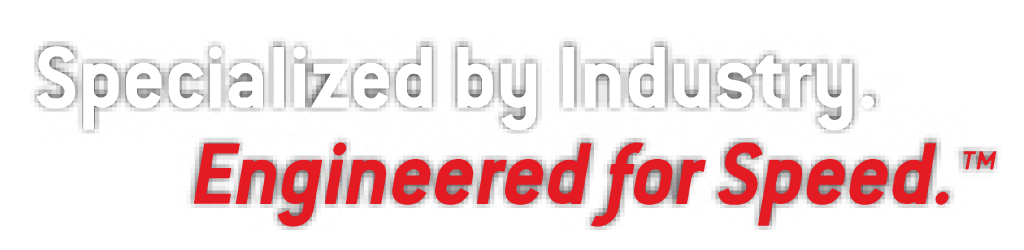 Specialized by Industry.
Engineered for Speed.™